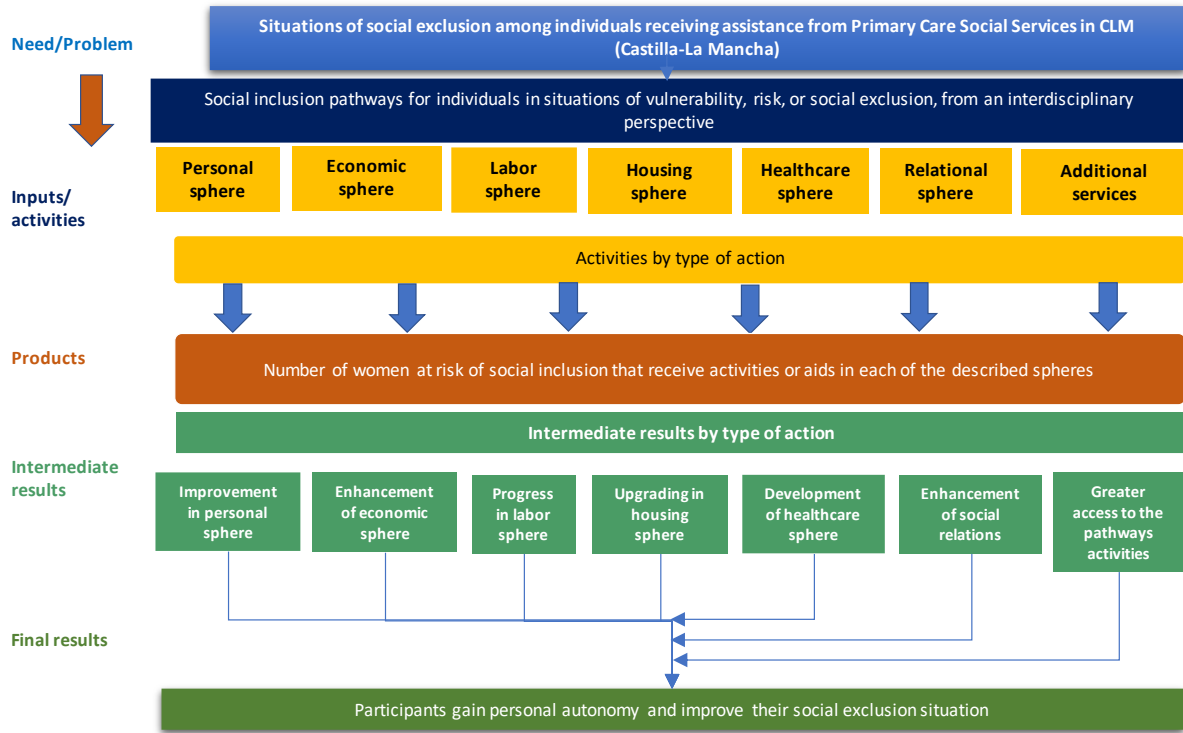 Need/Problem
Situations of social exclusion among individuals receiving assistance from Primary Care Social Services in CLM
(Castilla-La Mancha)
Social inclusion pathways for individuals in situations of vulnerability, risk, or social exclusion, from an interdisciplinary
perspective
Inputs/
activities
Personal
sphere
Economic
sphere
Labor
sphere
Housing
sphere
Healthcare
sphere
Relational
sphere
Additional
services
Activities by type of action
Products
Number of women at risk of social inclusion that receive activities or aids in each of the described spheres
Intermediate results by type of action
Intermediate
results
Improvement
in personal
sphere
Enhancement
of economic
sphere
Progress
in labor
sphere
Upgrading in
housing
sphere
Development
of healthcare
sphere
Enhancement
of social
relations
Greater
access to the
pathways
activities
Final results
Participants gain personal autonomy and improve their social exclusion situation